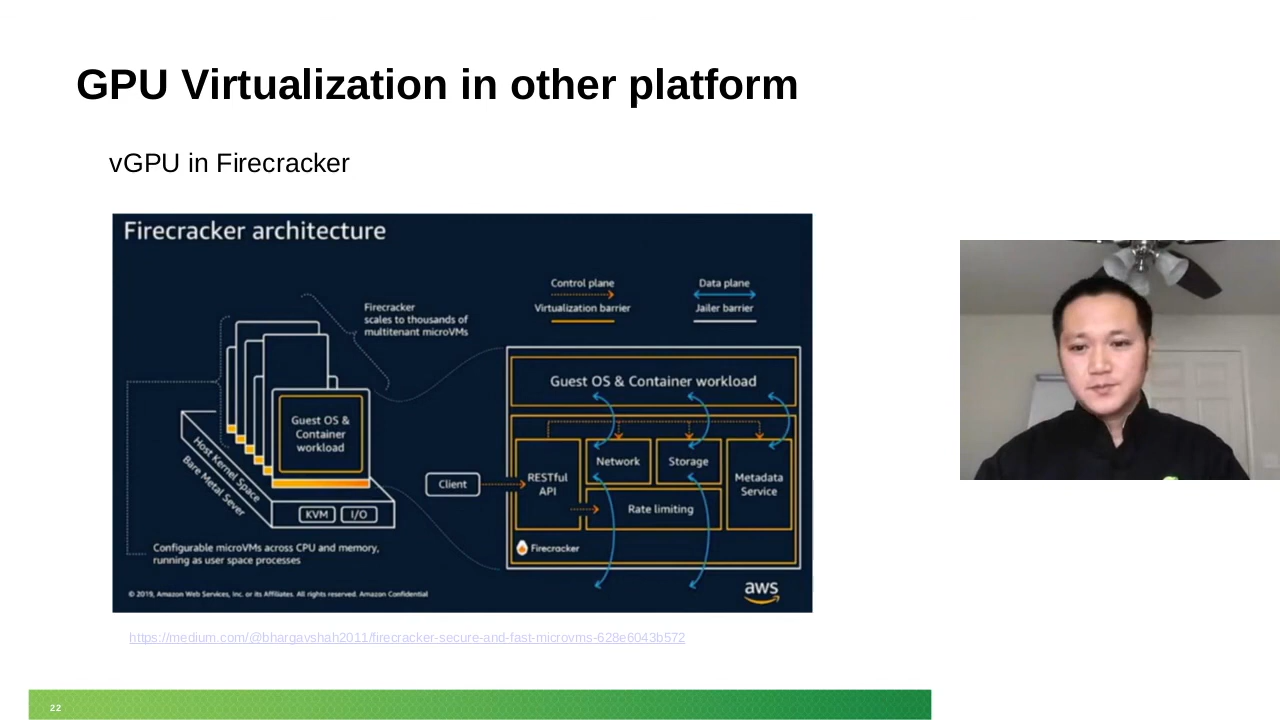 GPU Virtualization in other platform
vGPU in Firecracker
Firecracker architecture
Firecracker
scales to thousands of
multitenant microVMs
Control plane
Virtualization barrier
Data plane
Jailer barrier
Guest OS &
Container
workload
Host Kernel Space
Bare Metal Sever
KVM
I/O
Configurable microVMs across CPU and memory,
running as user space processes
Client
Guest OS & Container workload
RESTful
API
Network
Storage
Metadata
Service
Rate limiting
Firecracker
© 2019, Amazon Web Services, Inc. or its Affiliates. All rights reserved. Amazon Confidential
aws
https://medium.com/@bhargavshah2011/firecracker-secure-and-fast-microvms-628e6043b572
22